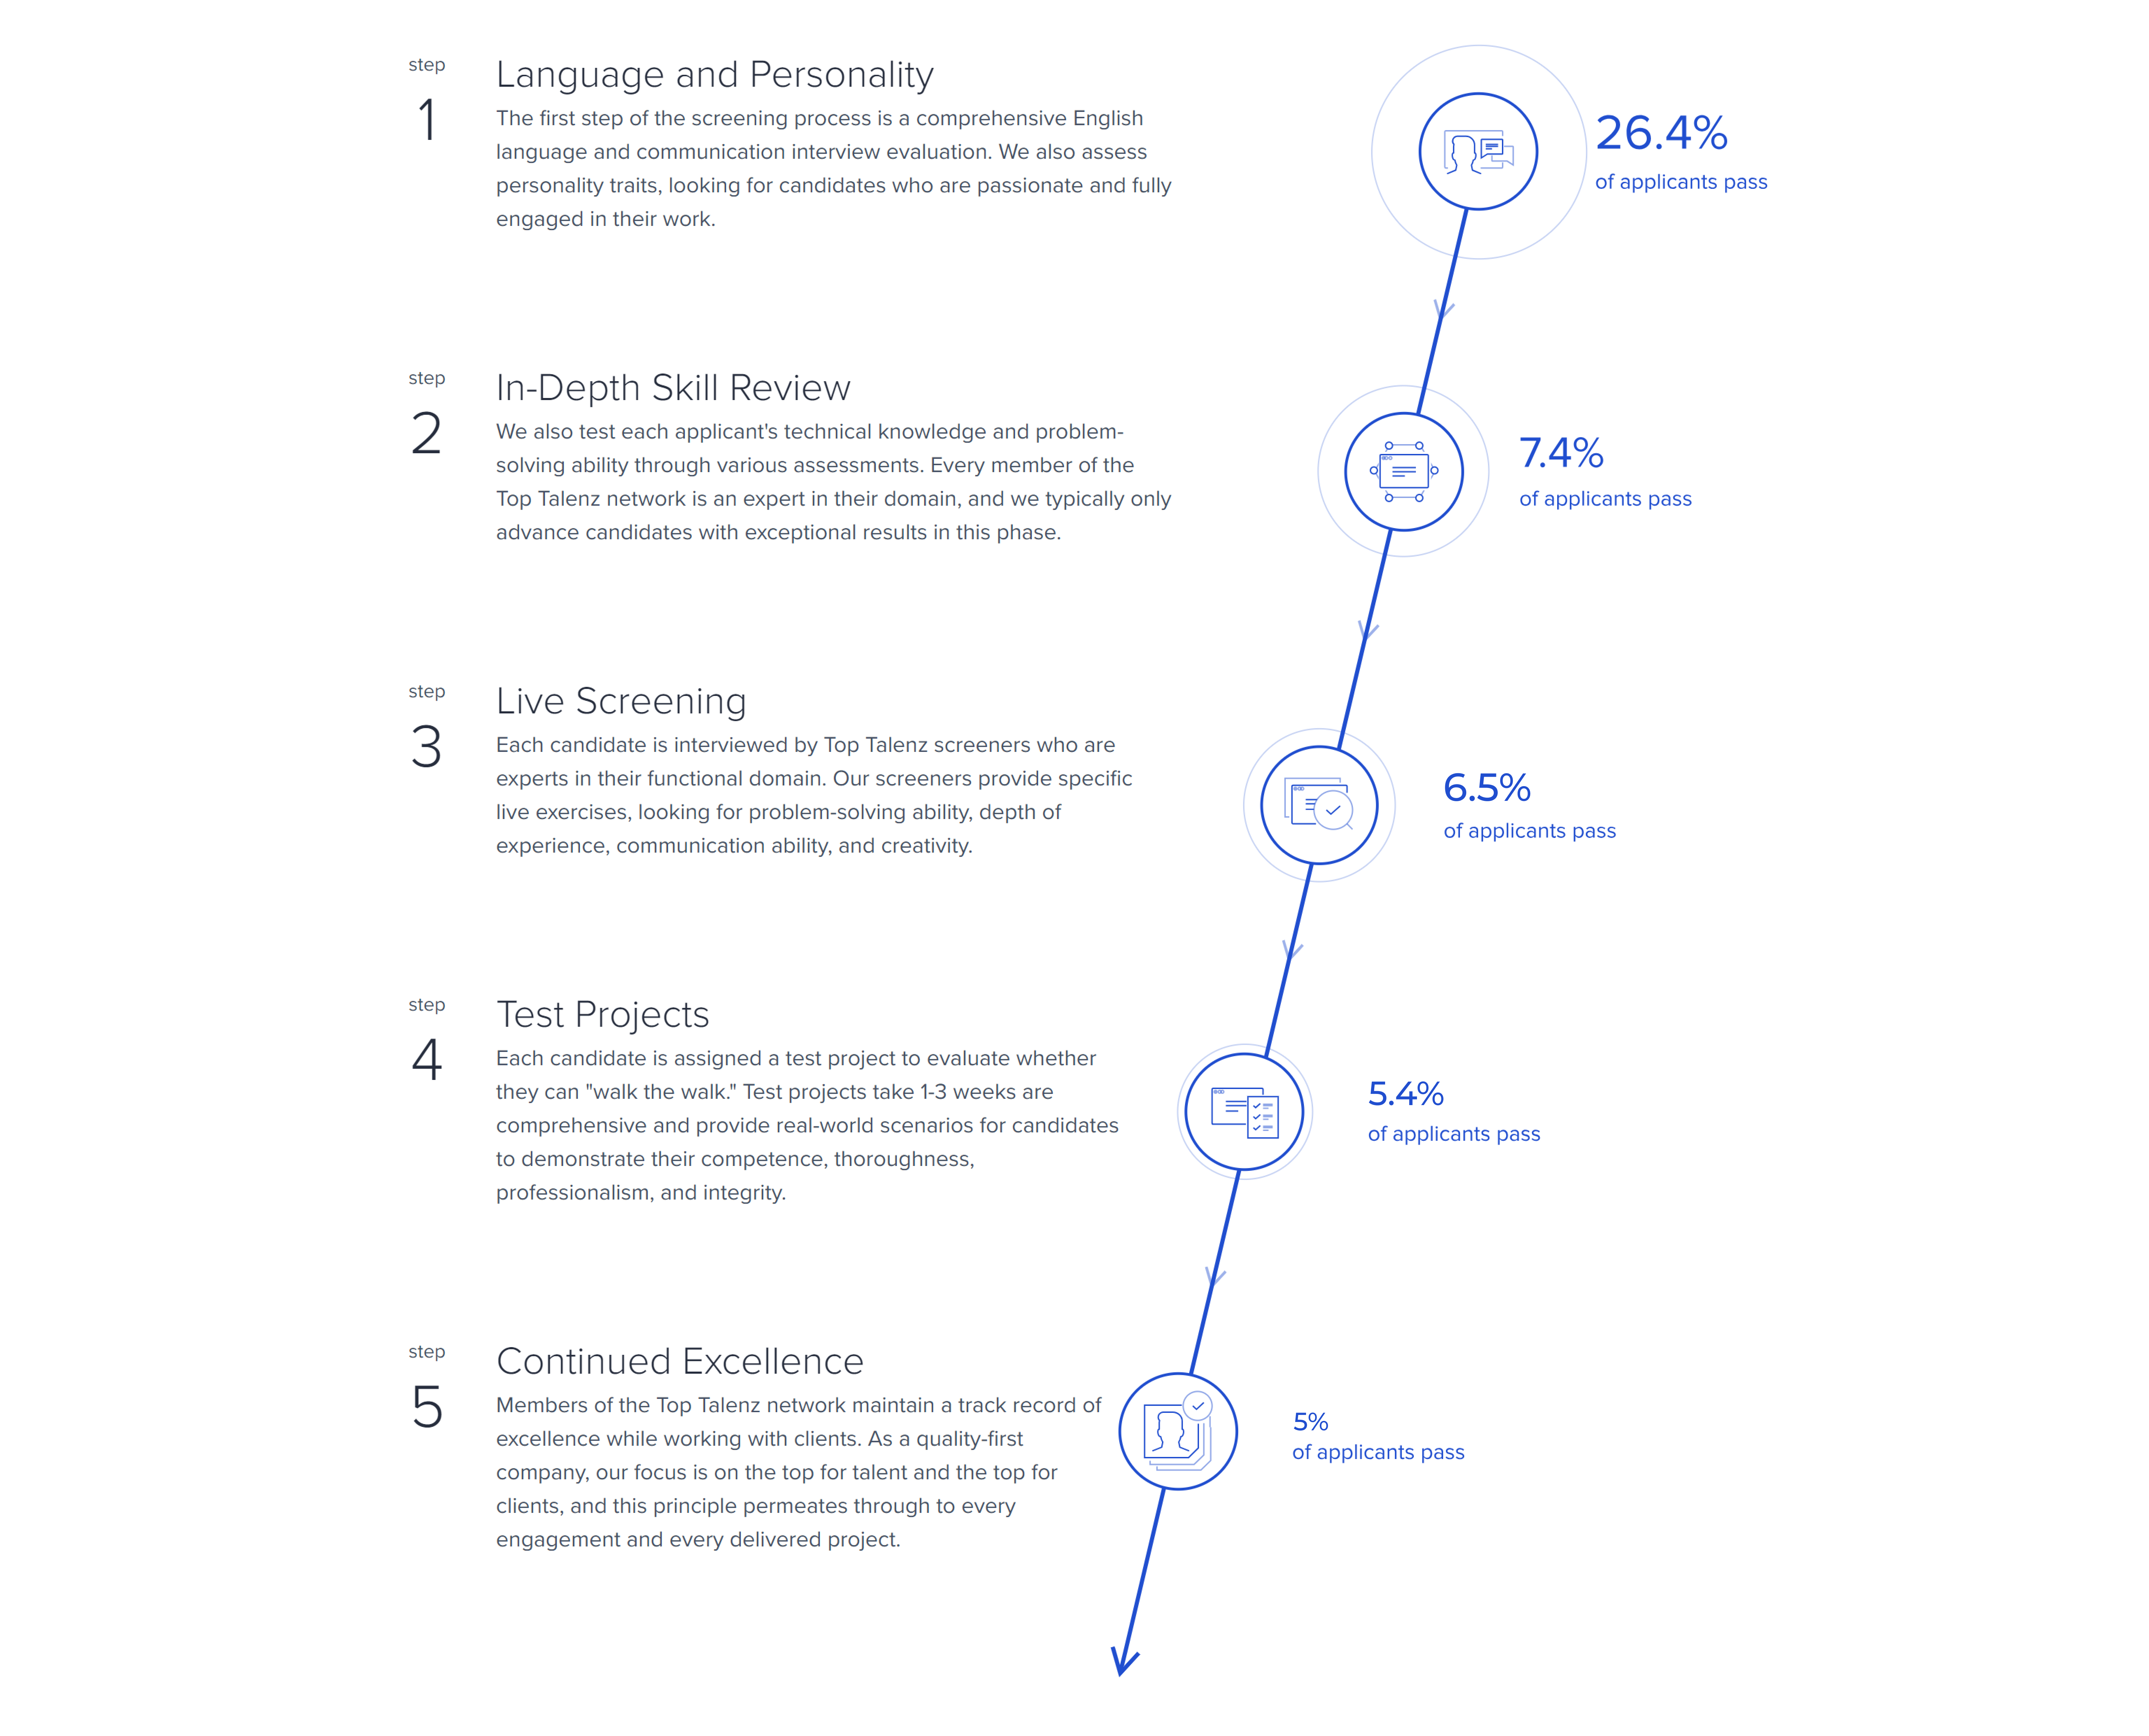 step
1
Language and Personality
The first step of the screening process is a comprehensive English
language and communication interview evaluation. We also assess
personality traits, looking for candidates who are passionate and fully
engaged in their work.
26.4%
of applicants pass
step
2
In-Depth Skill Review
We also test each applicant's technical knowledge and problem-
solving ability through various assessments. Every member of the
Top Talenz network is an expert in their domain, and we typically only
advance candidates with exceptional results in this phase.
7.4%
of applicants pass
step
3
Live Screening
Each candidate is interviewed by Top Talenz screeners who are
experts in their functional domain. Our screeners provide specific
live exercises, looking for problem-solving ability, depth of
experience, communication ability, and creativity.
6.5%
of applicants pass
step
4
Test Projects
Each candidate is assigned a test project to evaluate whether
they can "walk the walk." Test projects take 1-3 weeks are
comprehensive and provide real-world scenarios for candidates
to demonstrate their competence, thoroughness,
professionalism, and integrity.
5.4%
of applicants pass
step
5
Continued Excellence
Members of the Top Talenz network maintain a track record of
excellence while working with clients. As a quality-first
company, our focus is on the top for talent and the top for
clients, and this principle permeates through to every
engagement and every delivered project.
5%
of applicants pass